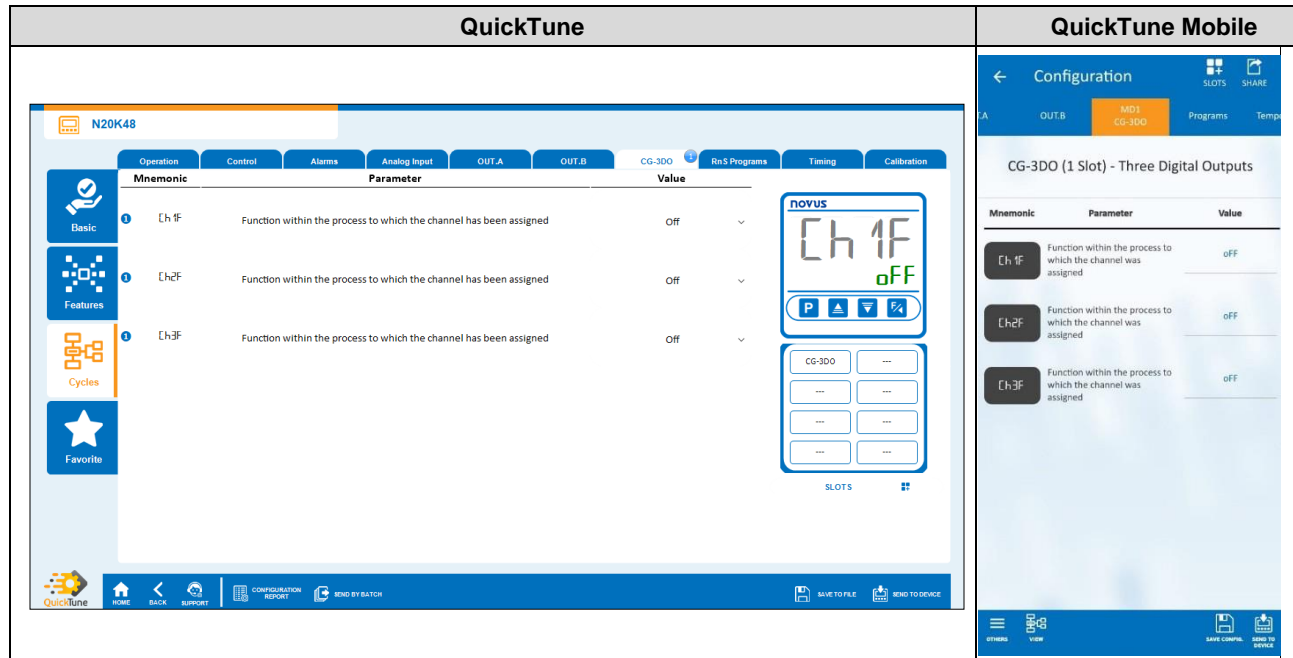 QuickTune
QuickTune Mobile
N20K48
Operation
Control
Alarms
Analog Input
OUT.A
OUT.B
CG-3DO
RnS Programs
Timing
Calibration
Mnemonic
Parameter
Value
Basic
Features
Cycles
Favorite
Ch 1F
Function within the process to which the channel has been assigned
Off
Ch2F
Function within the process to which the channel has been assigned
Off
Ch3F
Function within the process to which the channel has been assigned
Off
novus
Ch 1F
oFF
P
F/
CG-3DO
---
---
---
---
---
---
---
SLOTS
QuickTune
HOME
BACK
SUPPORT
CONFIGURATION
REPORT
SEND BY BATCH
SAVE TO FILE
SEND TO DEVICE
Configuration
SLOTS
SHARE
.A
OUT.B
MD1
CG-3DO
Programs
Temp
CG-3DO (1 Slot) - Three Digital Outputs
Mnemonic
Parameter
Value
Ch 1F
Function within the process to
which the channel was
assigned
oFF
Ch2F
Function within the process to
which the channel was
assigned
oFF
Ch3F
Function within the process to
which the channel was
assigned
oFF
OTHERS
VIEW
SAVE CONFIG.
SEND TO
DEVICE